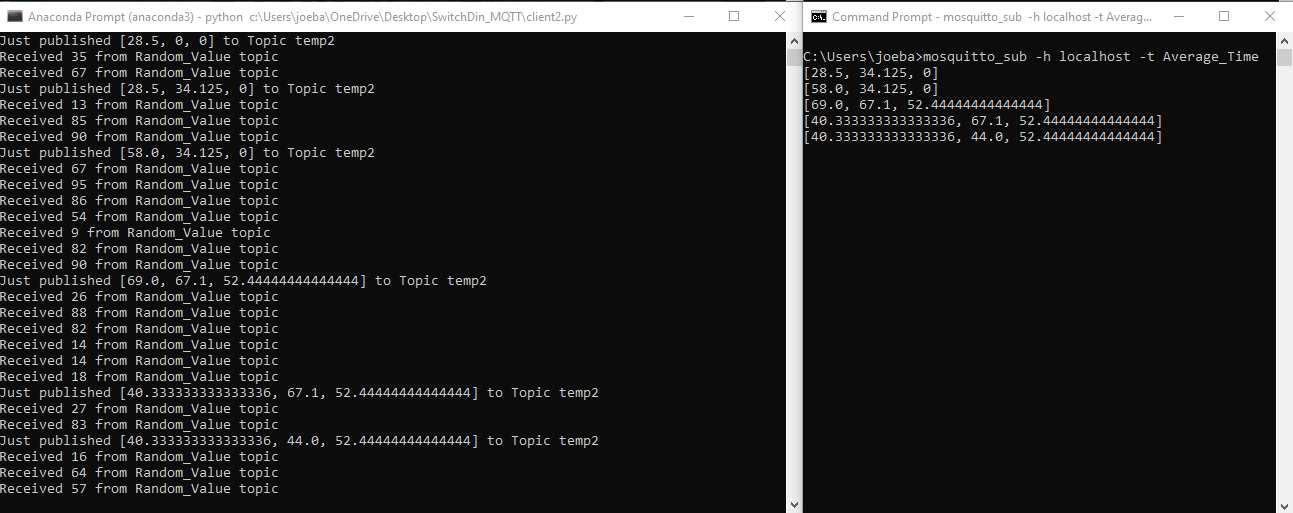 Anaconda Prompt (anaconda3) - python  c:\Users\joeba\OneDrive\Desktop\SwitchDin_MQTT\client2.py
Just published [28.5, 0, 0] to Topic temp2
Received 35 from Random_Value topic
Received 67 from Random_Value topic
Just published [28.5, 34.125, 0] to Topic temp2
Received 13 from Random_Value topic
Received 85 from Random_Value topic
Received 90 from Random_Value topic
Just published [58.0, 34.125, 0] to Topic temp2
Received 67 from Random_Value topic
Received 95 from Random_Value topic
Received 86 from Random_Value topic
Received 54 from Random_Value topic
Received 9 from Random_Value topic
Received 82 from Random_Value topic
Received 90 from Random_Value topic
Just published [69.0, 67.1, 52.44444444444444] to Topic temp2
Received 26 from Random_Value topic
Received 88 from Random_Value topic
Received 82 from Random_Value topic
Received 14 from Random_Value topic
Received 14 from Random_Value topic
Received 18 from Random_Value topic
Just published [40.333333333333336, 67.1, 52.44444444444444] to Topic temp2
Received 27 from Random_Value topic
Received 83 from Random_Value topic
Just published [40.333333333333336, 44.0, 52.44444444444444] to Topic temp2
Received 16 from Random_Value topic
Received 64 from Random_Value topic
Received 57 from Random_Value topic
Command Prompt - mosquitto_sub  -h localhost -t Averag...
C:\Users\joeba>mosquitto_sub -h localhost -t Average_Time
[28.5, 34.125, 0]
[58.0, 34.125, 0]
[69.0, 67.1, 52.44444444444444]
[40.333333333333336, 67.1, 52.44444444444444]
[40.333333333333336, 44.0, 52.44444444444444]